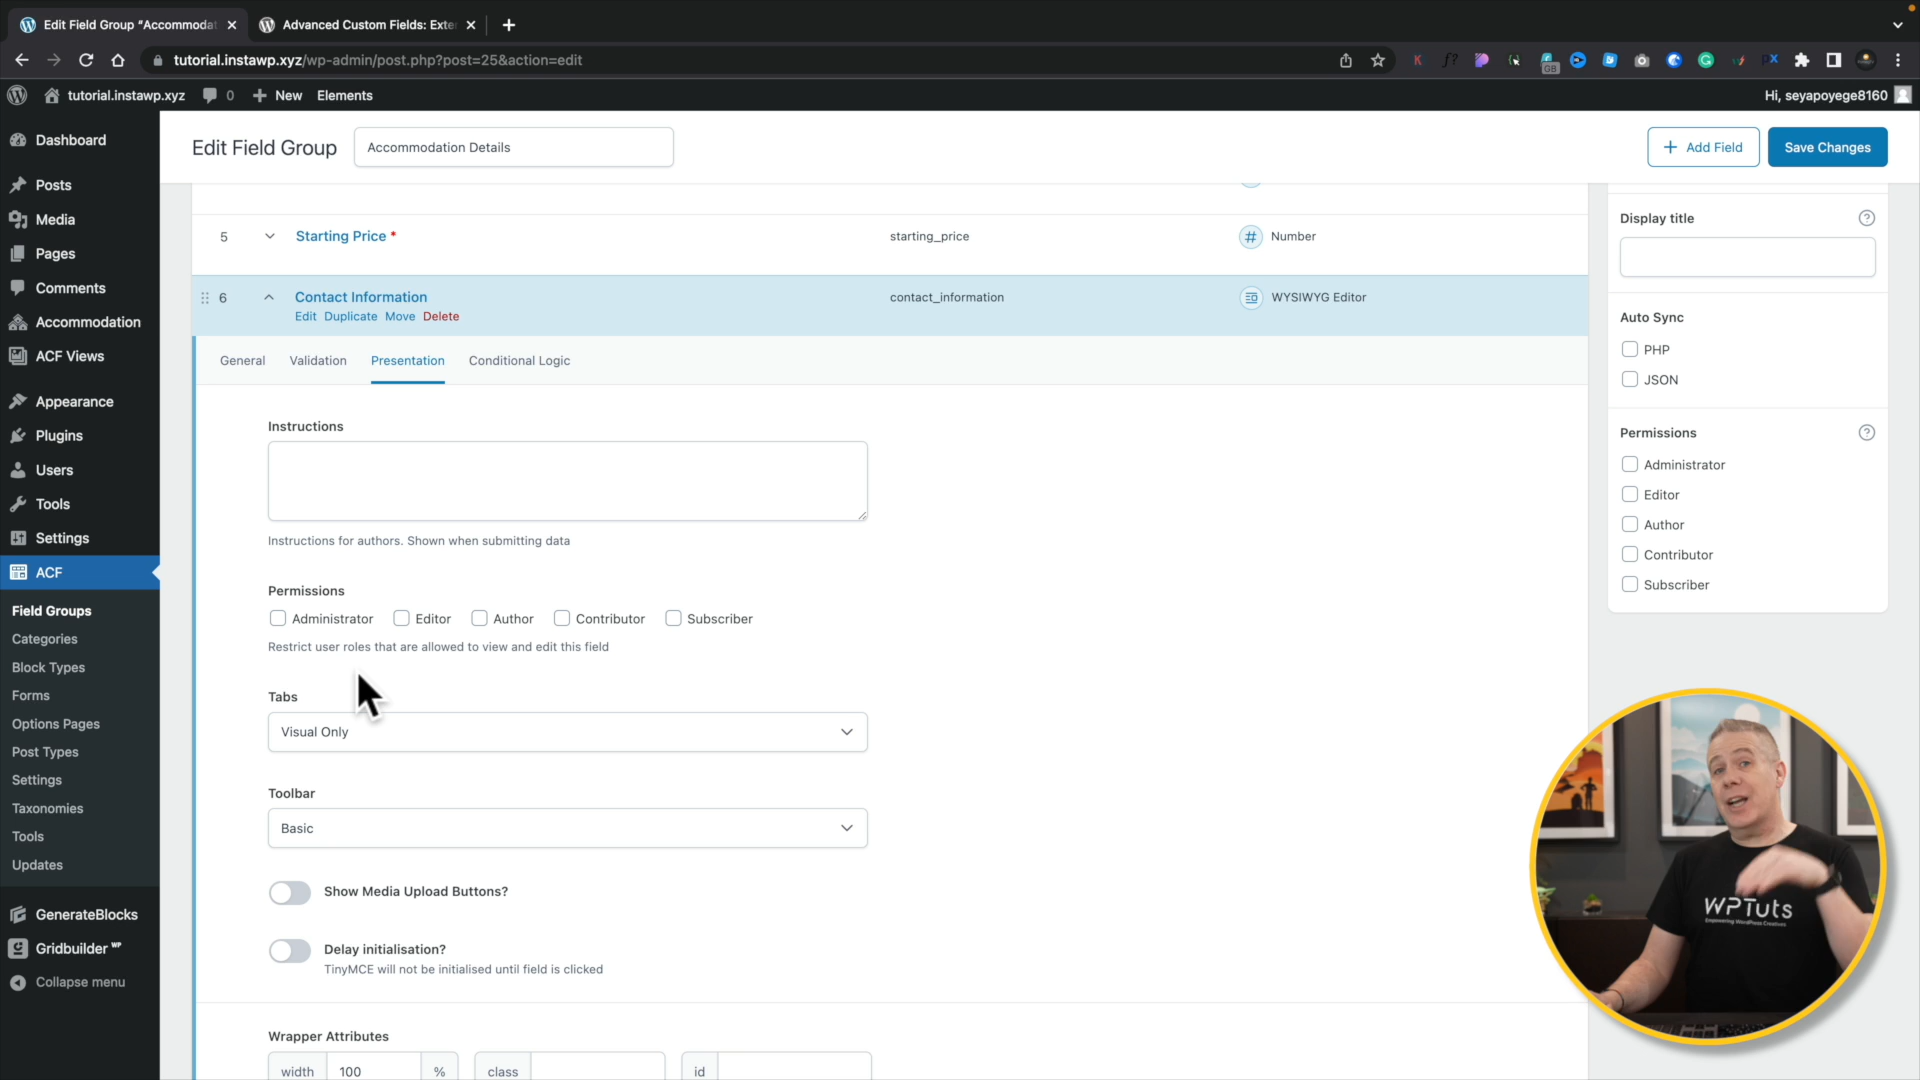 Edit Field Group "Accommodat
Advanced Custom Fields: Exte
tutorial.instawp.xyz/wp-admin/post.php?post=25&action=edit
GB
tutorial.instawp.xyz
0
New
Elements
Hi, seyapoyege8160
Dashboard
Posts
Media
Pages
Comments
Accommodation
ACF Views
Appearance
Plugins
Users
Tools
Settings
ACF
Field Groups
Categories
Block Types
Forms
Options Pages
Post Types
Settings
Taxonomies
Tools
Updates
GenerateBlocks
Gridbuilder WP
Collapse menu
Edit Field Group
Accommodation Details
+ Add Field
Save Changes
5 Starting Price * starting_price # Number
6 Contact Information contact_information WYSIWYG Editor
Edit Duplicate Move Delete
General Validation Presentation Conditional Logic
Instructions
Instructions for authors. Shown when submitting data
Permissions
Administrator Editor Author Contributor Subscriber
Restrict user roles that are allowed to view and edit this field
Tabs
Visual Only
Toolbar
Basic
Show Media Upload Buttons?
Delay initialisation?
TinyMCE will not be initialised until field is clicked
Wrapper Attributes
width 100 % class id
Display title
Auto Sync
PHP
JSON
Permissions
Administrator
Editor
Author
Contributor
Subscriber
WPTuts
Empowering WordPress Creatives